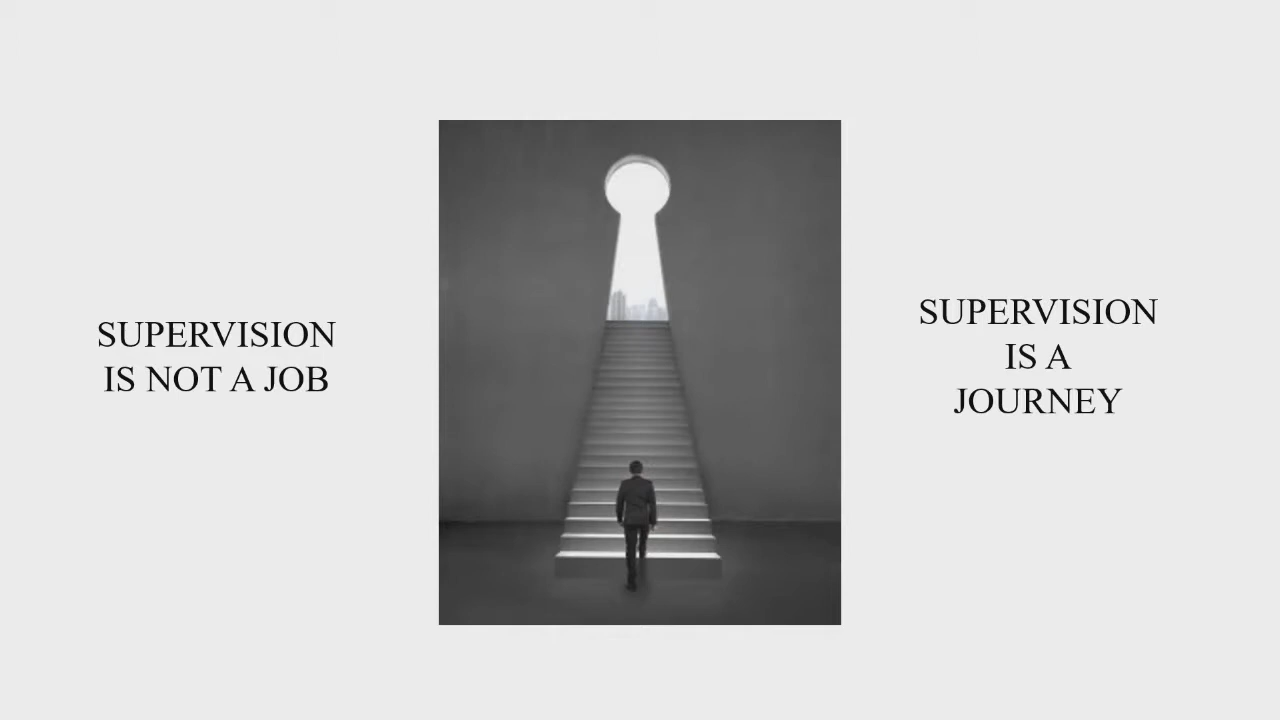 SUPERVISION
IS NOT A JOB
SUPERVISION
IS A
JOURNEY